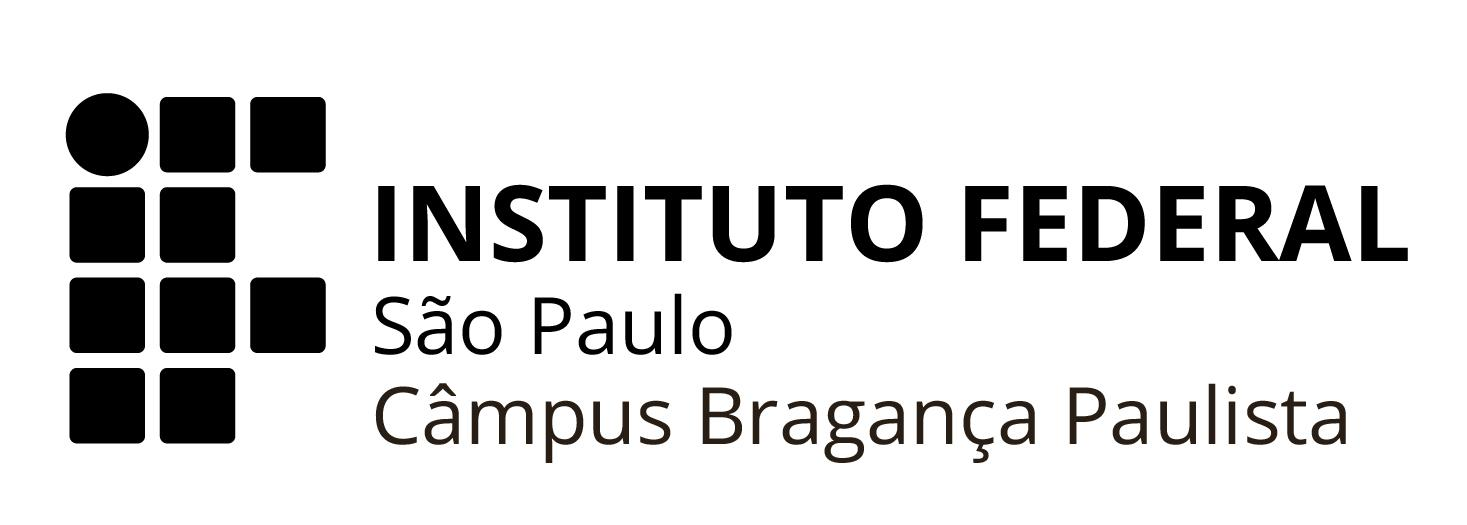 INSTITUTO FEDERAL
São Paulo
Câmpus Bragança Paulista